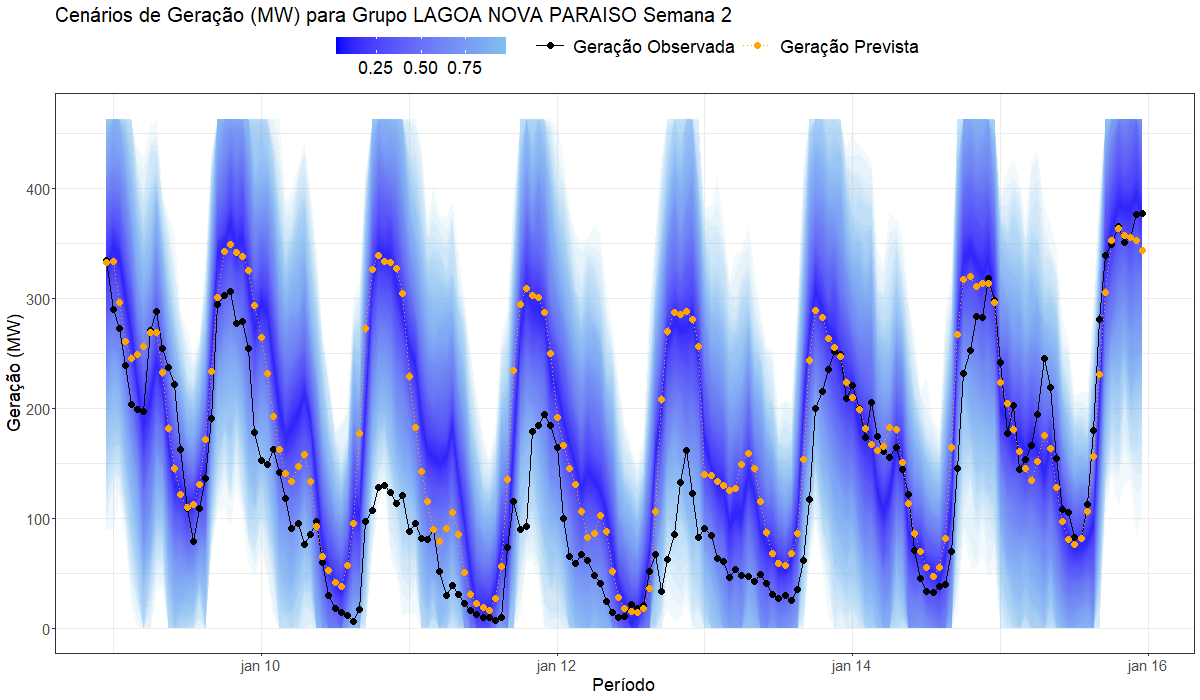 Cenários de Geração (MW) para Grupo LAGOA NOVA PARAISO Semana 2
0.25 0.50 0.75 Geração Observada Geração Prevista
Geração (MW)
400
300
200
100
0
jan 10 jan 12 jan 14 jan 16
Período